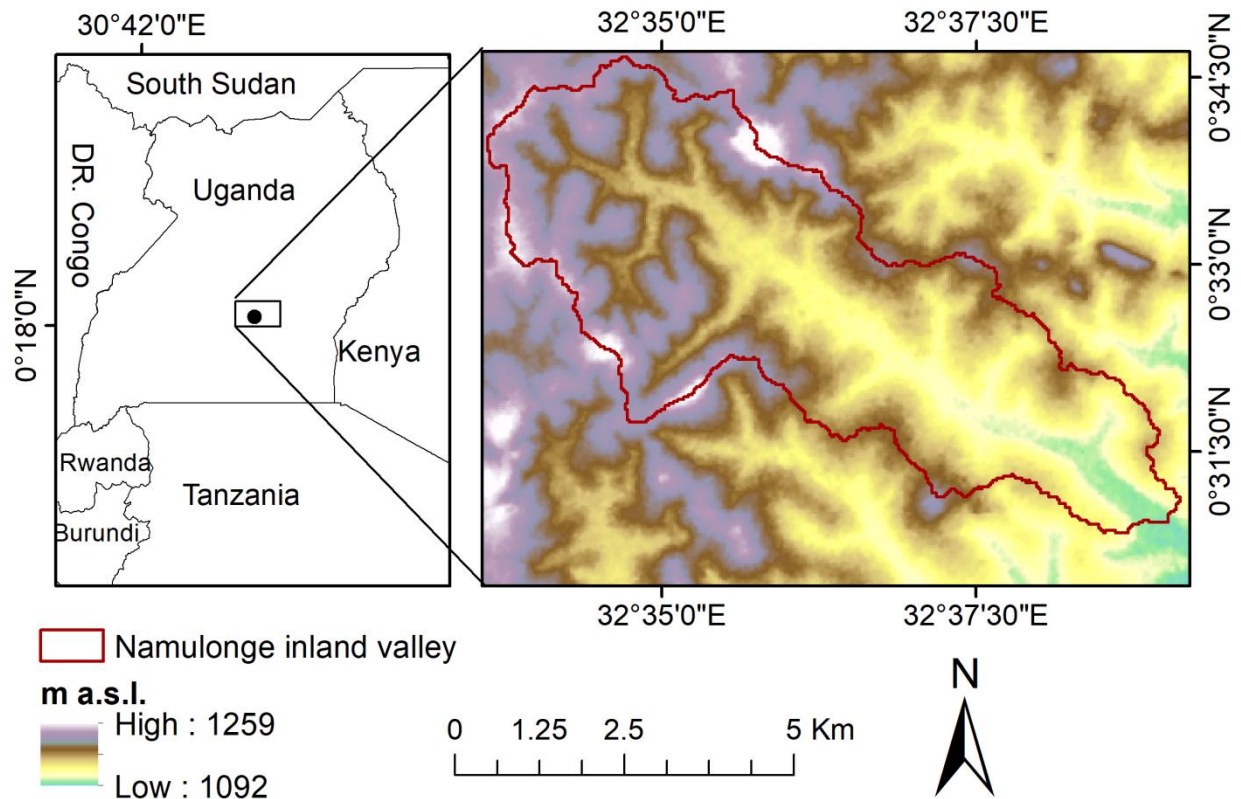 30°42'0"E
32°35'0"E
32°37'30"E
South Sudan
DR. Congo
Uganda
Kenya
Rwanda
Burundi
Tanzania
0°18'0"N
0°34'30"N
0°33'0"N
0°31'30"N
32°35'0"E
32°37'30"E
Namulonge inland valley
m a.s.l.
High : 1259
Low : 1092
0 1.25 2.5 5 Km
N